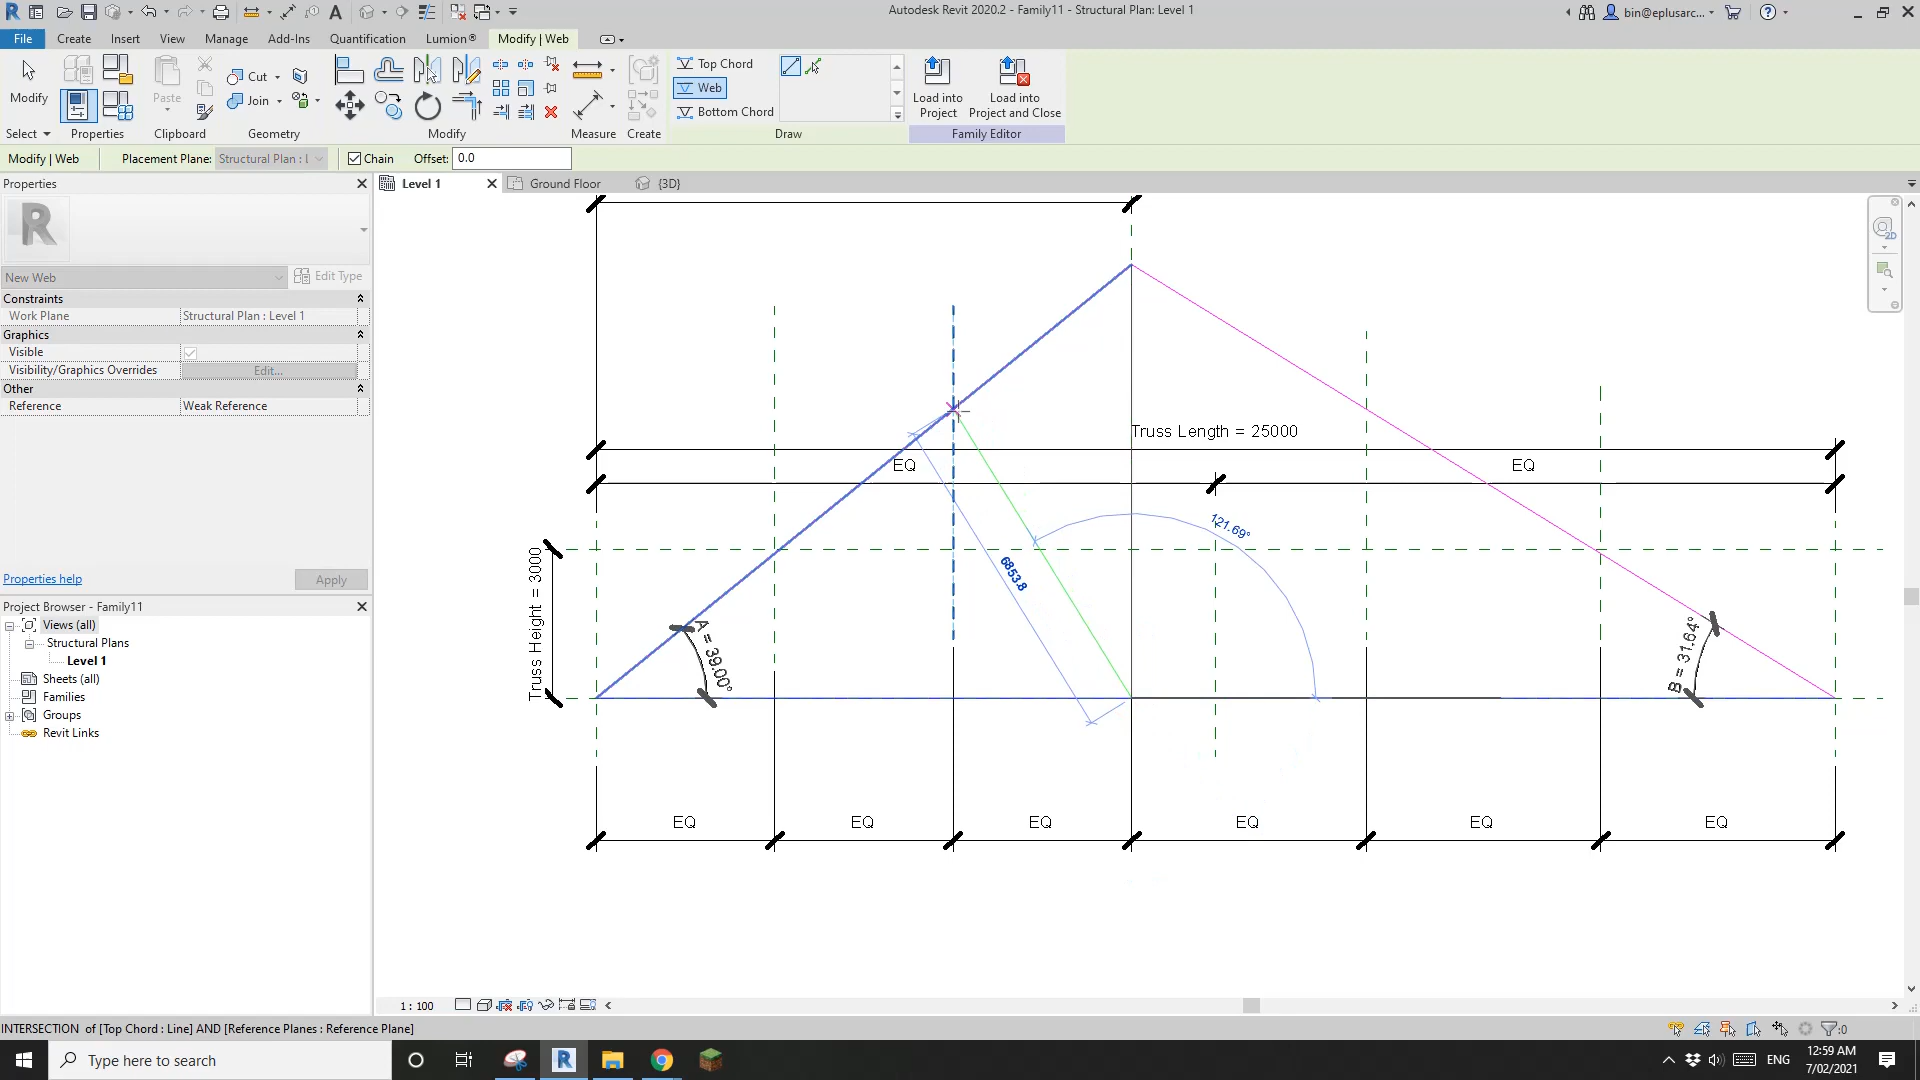 Autodesk Revit 2020.2 - Family11 - Structural Plan: Level 1
bin@eplusarc...
File
Create
Insert
View
Manage
Add-Ins
Quantification
Lumion®
Modify | Web
Modify
Paste
Cut
Join
Top Chord
Web
Bottom Chord
Load into
Project
Load into
Project and Close
Select
Properties
Clipboard
Geometry
Modify
Measure
Create
Draw
Family Editor
Modify | Web
Placement Plane:
Structural Plan : L
Chain
Offset:
0.0
Properties
Level 1
Ground Floor
{3D}
R
New Web
Edit Type
Constraints
Work Plane
Structural Plan : Level 1
Graphics
Visible
Visibility/Graphics Overrides
Edit...
Other
Reference
Weak Reference
Properties help
Apply
Project Browser - Family11
Views (all)
Structural Plans
Level 1
Sheets (all)
Families
Groups
Revit Links
Truss Length = 25000
EQ
EQ
121.69°
6853.8
Truss Height = 3000
A = 39.00°
B = 31.64°
EQ
EQ
EQ
EQ
EQ
EQ
2D
1 : 100
INTERSECTION of [Top Chord : Line] AND [Reference Planes : Reference Plane]
:0
Type here to search
ENG
12:59 AM
7/02/2021